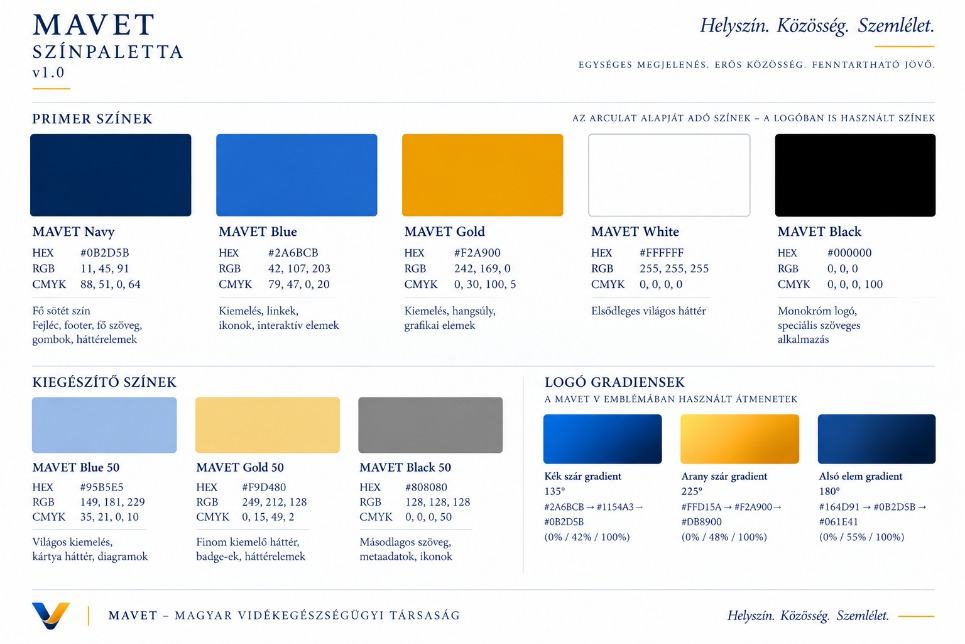 MAVET
SZÍNPALETTA
v1.0
Helyszín. Közösség. Szemlélet.
EGYSÉGES MEGJELENÉS. ERŐS KÖZÖSSÉG. FENNTARTHATÓ JÖVŐ.
PRIMER SZÍNEK
AZ ARCULAT ALAPJÁT ADÓ SZÍNEK – A LOGÓBAN IS HASZNÁLT SZÍNEK
MAVET Navy
HEX #0B2D5B
RGB 11, 45, 91
CMYK 88, 51, 0, 64
Fő sötét szín
Fejléc, footer, fő szöveg,
gombok, háttérelemek
MAVET Blue
HEX #2A6BCB
RGB 42, 107, 203
CMYK 79, 47, 0, 20
Kiemelés, linkek,
ikonok, interaktív elemek
MAVET Gold
HEX #F2A900
RGB 242, 169, 0
CMYK 0, 30, 100, 5
Kiemelés, hangsúly,
grafikai elemek
MAVET White
HEX #FFFFFF
RGB 255, 255, 255
CMYK 0, 0, 0, 0
Elsődleges világos háttér
MAVET Black
HEX #000000
RGB 0, 0, 0
CMYK 0, 0, 0, 100
Monokróm logó,
speciális szöveges
alkalmazás
KIEGÉSZÍTŐ SZÍNEK
MAVET Blue 50
HEX #95B5E5
RGB 149, 181, 229
CMYK 35, 21, 0, 10
Világos kiemelés,
kártya háttér, diagramok
MAVET Gold 50
HEX #F9D480
RGB 249, 212, 128
CMYK 0, 15, 49, 2
Finom kiemelő háttér,
badge-ek, háttérelemek
MAVET Black 50
HEX #808080
RGB 128, 128, 128
CMYK 0, 0, 0, 50
Másodlagos szöveg,
metaadatok, ikonok
LOGÓ GRADIENSEK
A MAVET V EMBLÉMÁBAN HASZNÁLT ÁTMENETEK
Kék szár gradient
135°
#2A6BCB → #1154A3 →
#0B2D5B
(0% / 42% / 100%)
Arany szár gradient
225°
#FFD15A → #F2A900 →
#DB8900
(0% / 48% / 100%)
Alsó elem gradient
180°
#164D91 → #0B2D5B →
#061E41
(0% / 55% / 100%)
MAVET – MAGYAR VIDÉKEGÉSZSÉGÜGYI TÁRSASÁG
Helyszín. Közösség. Szemlélet.